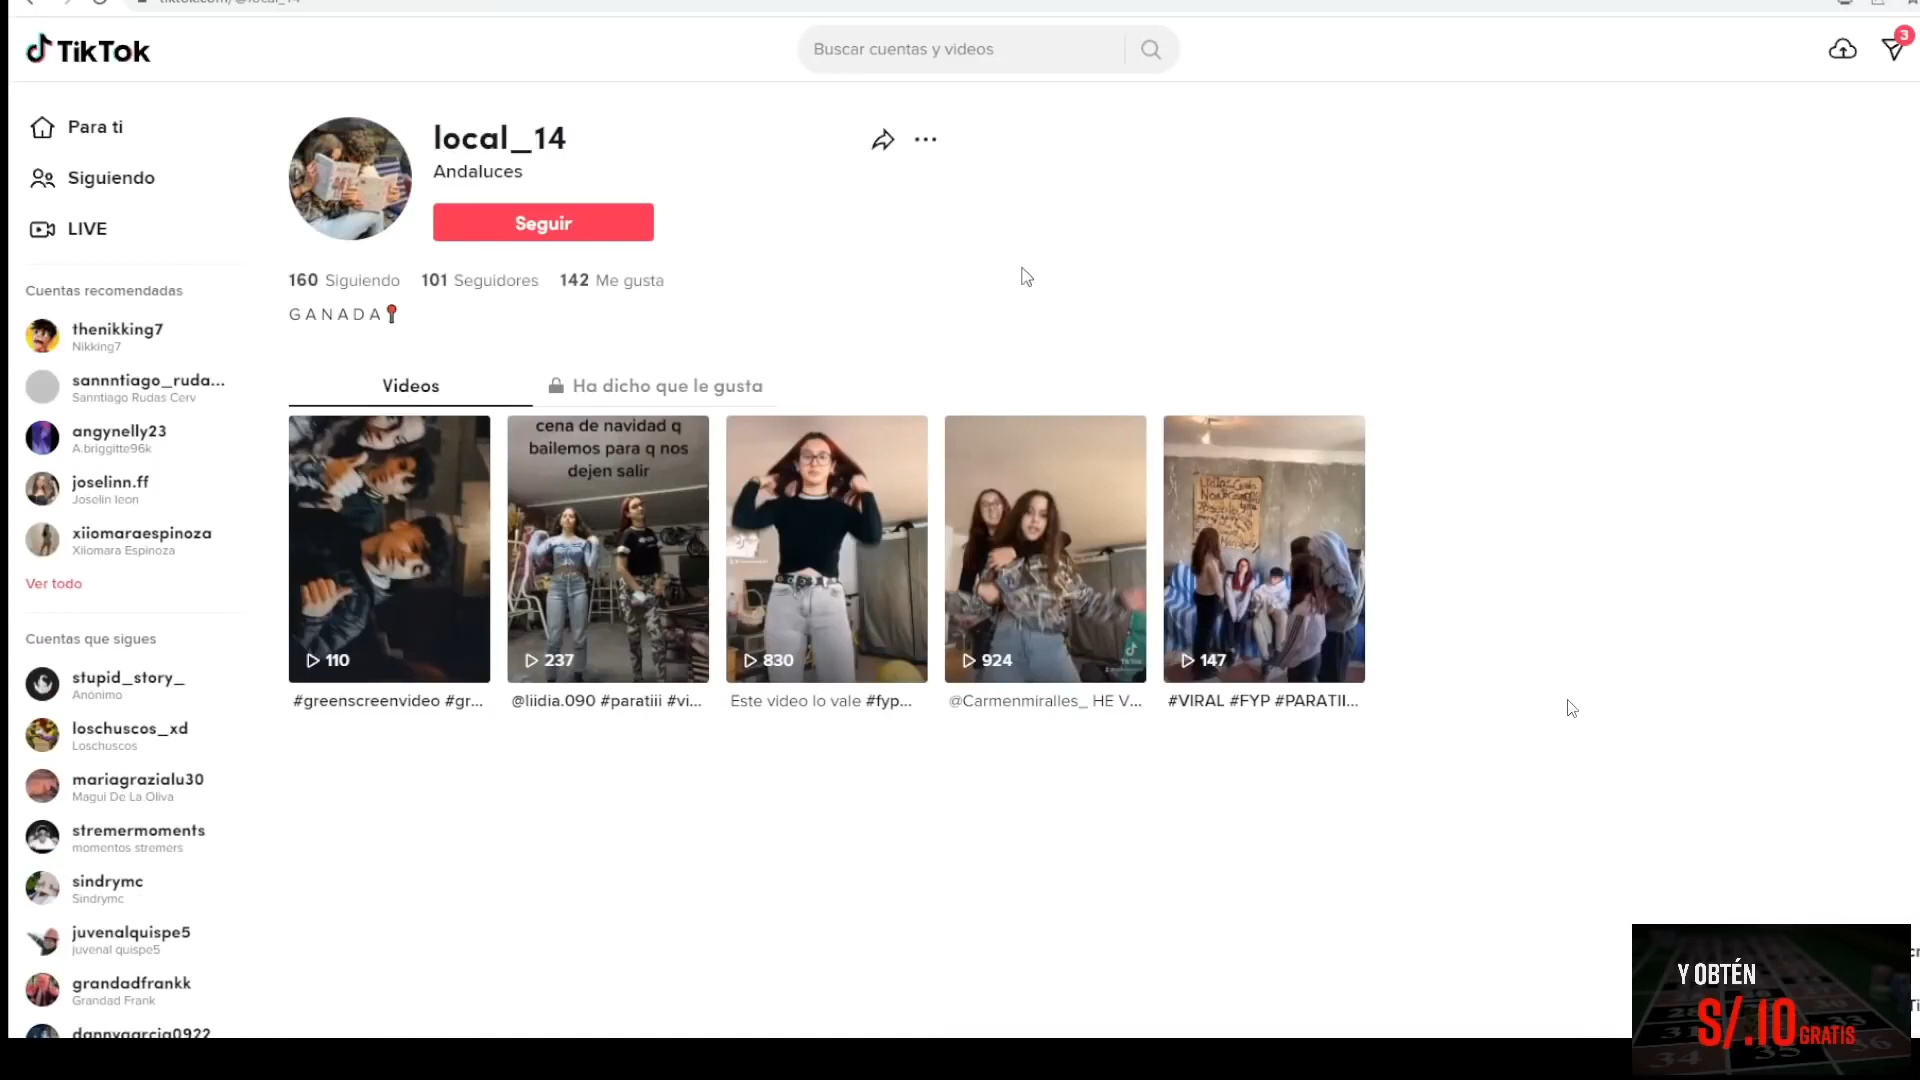 TikTok
Buscar cuentas y videos
3
Para ti
Siguiendo
LIVE
Cuentas recomendadas
thenikking7
Nikking7
sannntiago_ruda...
Sanntiago Rudas Cerv
angynelly23
A.briggitte96k
joselinn.ff
Joselin leon
xiiomaraespinoza
Xiiomara Espinoza
Ver todo
Cuentas que sigues
stupid_story_
Anónimo
loschuscos_xd
Loschuscos
mariagrazialu30
Magui De La Oliva
stremermoments
momentos stremers
sindrymc
Sindrymc
juvenalquispe5
juvenal quispe5
grandadfrankk
Grandad Frank
dannygarcia0922
local_14
Andaluces
Seguir
160 Siguiendo 101 Seguidores 142 Me gusta
G A N A D A
Videos
Ha dicho que le gusta
110
#greenscreenvideo #gr...
cena de navidad q
bailemos para q nos
dejen salir
237
@liidia.090 #paratiii #vi...
830
Este video lo vale #fyp...
924
@Carmenmiralles_ HE V...
147
#VIRAL #FYP #PARATII...
Y OBTÉN
S/.10 GRATIS